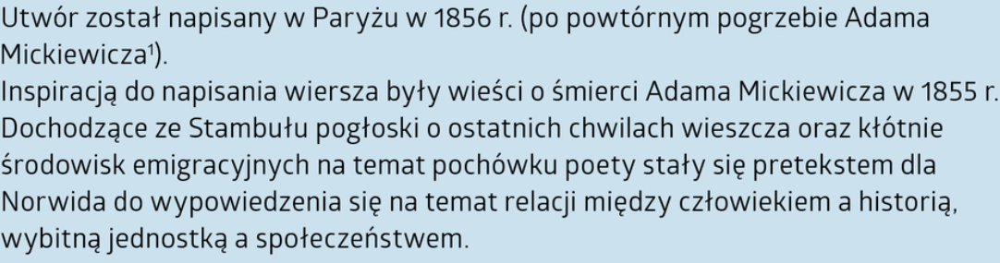 Utwór został napisany w Paryżu w 1856 r. (po powtórnym pogrzebie Adama
Mickiewicza¹).
Inspiracją do napisania wiersza były wieści o śmierci Adama Mickiewicza w 1855 r.
Dochodzące ze Stambułu pogłoski o ostatnich chwilach wieszcza oraz kłótnie
środowisk emigracyjnych na temat pochówku poety stały się pretekstem dla
Norwida do wypowiedzenia się na temat relacji między człowiekiem a historią,
wybitną jednostką a społeczeństwem.